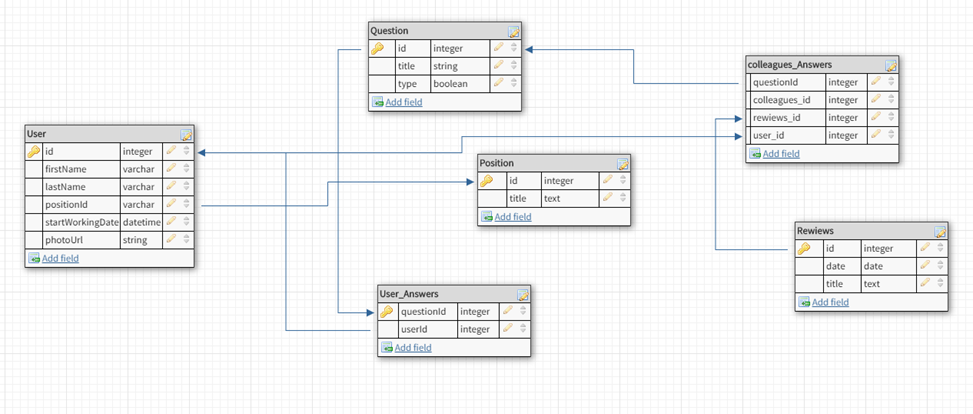 Question
id integer
title string
type boolean
Add field
colleagues_Answers
questionId integer
colleagues_id integer
rewiews_id integer
user_id integer
Add field
User
id integer
firstName varchar
lastName varchar
positionId varchar
startWorkingDate datetime
photoUrl string
Add field
Position
id integer
title text
Add field
Rewiews
id integer
date date
title text
Add field
User_Answers
questionId integer
userId integer
Add field